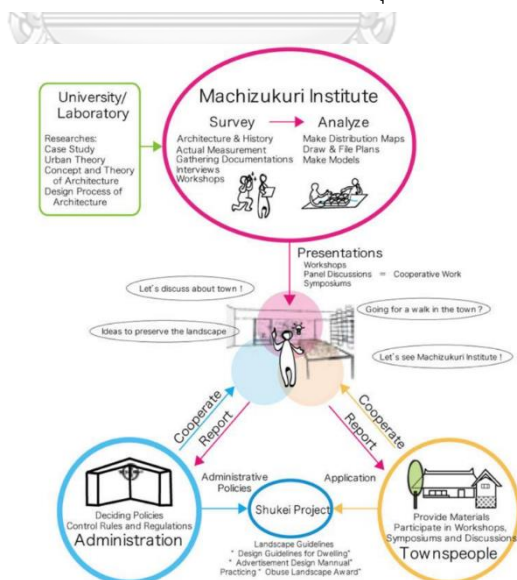 University/
Laboratory
Researches:
Case Study
Urban Theory
Concept and Theory
of Architecture
Design Process of
Architecture
Machizukuri Institute
Survey
Analyze
Architecture & History
Actual Measurement
Gathering Documentations
Interviews
Workshops
Make Distribution Maps
Draw & File Plans
Make Models
Presentations
Workshops
Panel Discussions = Cooperative Work
Symposiums
Let's discuss about town !
Going for a walk in the town ?
Ideas to preserve the landscape
Let's see Machizukuri Institute !
Cooperate
Report
Report
Cooperate
Administrative
Policies
Application
Deciding Policies
Control Rules and Regulations
Administration
Shukei Project
Provide Materials
Participate in Workshops,
Symposiums and Discussions
Townspeople
Landscape Guidelines
" Design Guidelines for Dwelling"
" Advertisement Design Mannual"
Practicing " Obuse Landscape Award"